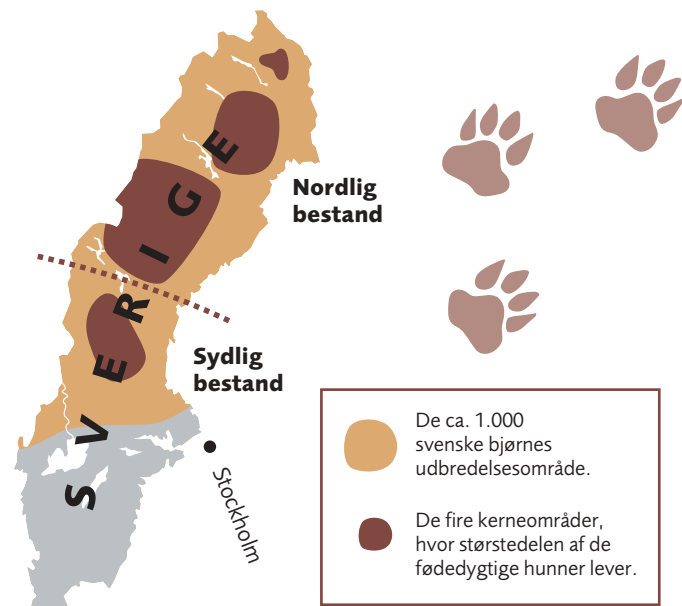 SVERIGE
Nordlig
bestand
Sydlig
bestand
Stockholm
De ca. 1.000
svenske bjørnes
udbredelsesområde.
De fire kerneområder,
hvor størstedelen af de
fødedygtige hunner lever.